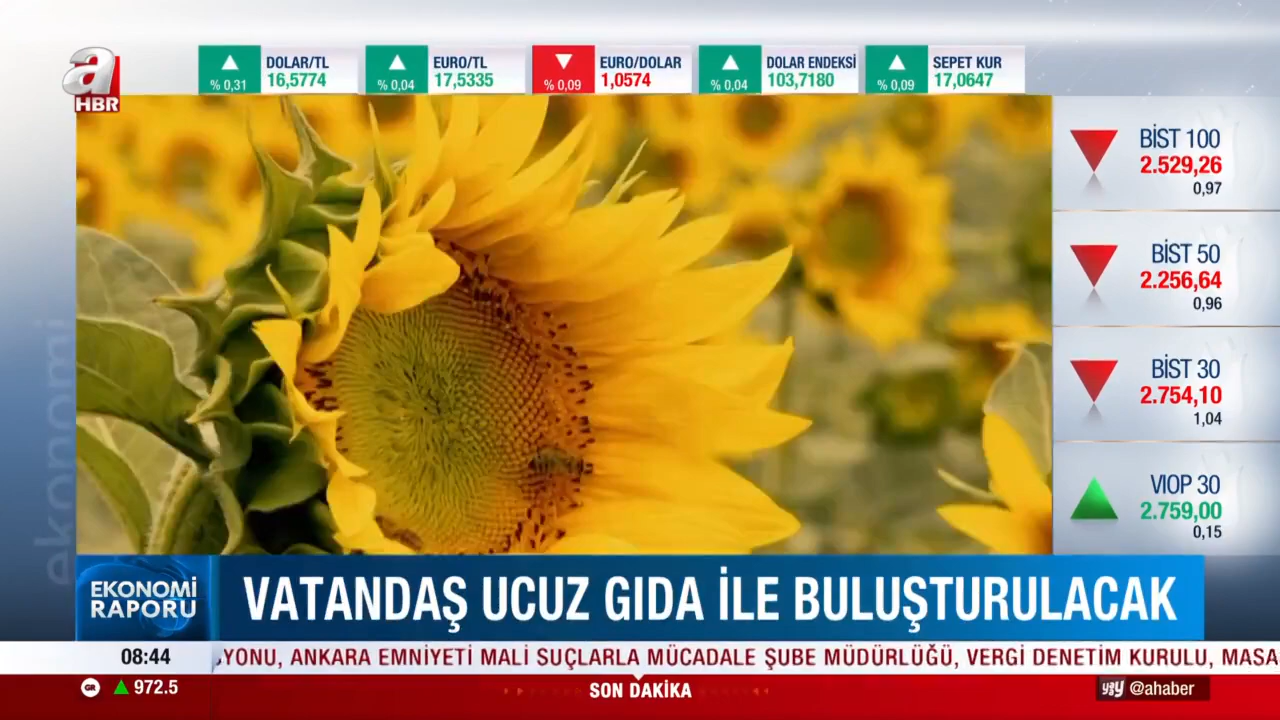 a
HBR
% 0,31
DOLAR/TL
16,5774
% 0,04
EURO/TL
17,5335
% 0,09
EURO/DOLAR
1,0574
% 0,04
DOLAR ENDEKSİ
103,7180
% 0,09
SEPET KUR
17,0647
BİST 100
2.529,26
0,97
BİST 50
2.256,64
0,96
BİST 30
2.754,10
1,04
VIOP 30
2.759,00
0,15
ekonomi
EKONOMİ
RAPORU
VATANDAŞ UCUZ GIDA İLE BULUŞTURULACAK
08:44
YONU, ANKARA EMNİYETİ MALİ SUÇLARLA MÜCADELE ŞUBE MÜDÜRLÜĞÜ, VERGİ DENETİM KURULU, MASA
GR 972.5
SON DAKİKA
yay @ahaber